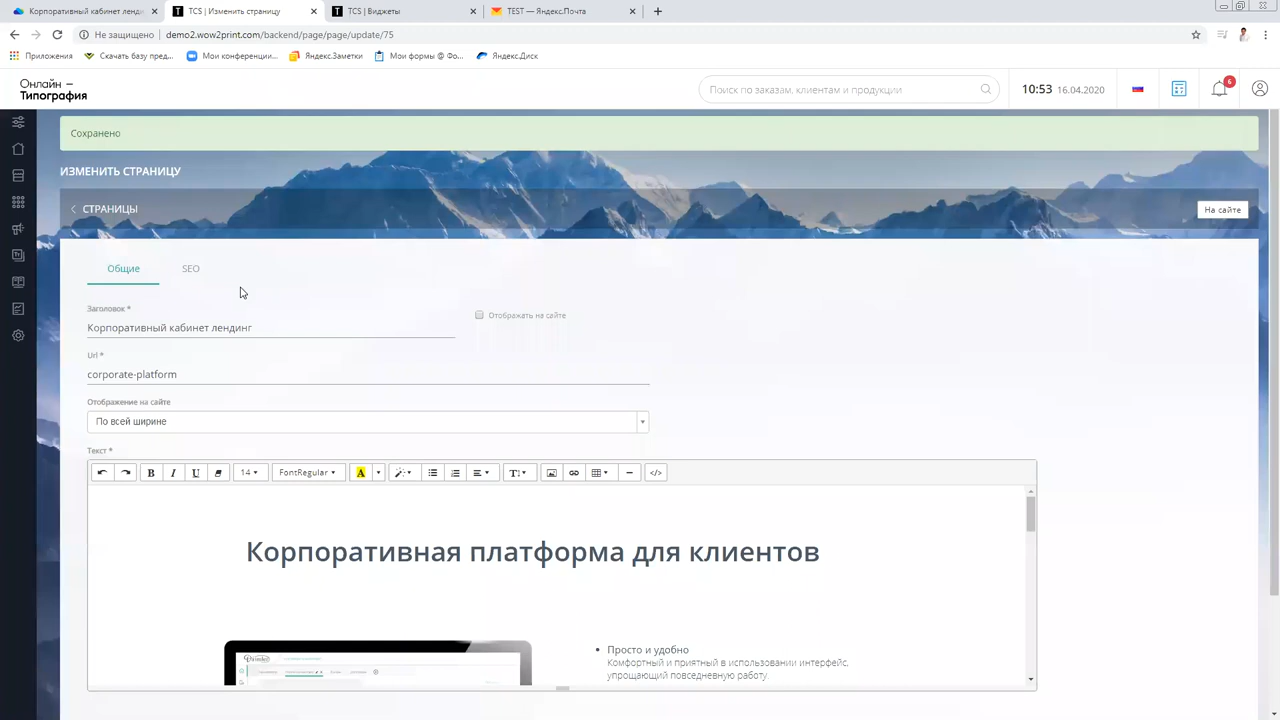 Корпоративный кабинет ленди
TCS | Изменить страницу
TCS | Виджеты
TEST — Яндекс.Почта
Не защищено
demo2.wow2print.com/backend/page/page/update/75
Приложения
Скачать базу пред...
Мои конференци...
Яндекс.Заметки
Мои формы @ Фо...
Яндекс.Диск
Онлайн –
Типография
Поиск по заказам, клиентам и продукции
10:53 16.04.2020
6
Сохранено
ИЗМЕНИТЬ СТРАНИЦУ
СТРАНИЦЫ
На сайте
Общие
SEO
Заголовок *
Корпоративный кабинет лендинг
Отображать на сайте
Url *
corporate-platform
Отображение на сайте
По всей ширине
Текст *
B I U 14 FontRegular A
Корпоративная платформа для клиентов
Просто и удобно
Комфортный и приятный в использовании интерфейс,
упрощающий повседневную работу